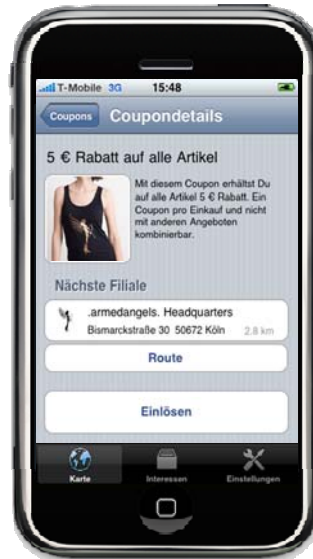 T-Mobile 3G 15:48
Coupons Coupondetails
5 € Rabatt auf alle Artikel
Mit diesem Coupon erhältst Du
auf alle Artikel 5 € Rabatt. Ein
Coupon pro Einkauf und nicht
mit anderen Angeboten
kombinierbar.
Nächste Filiale
.armedangels. Headquarters
Bismarckstraße 30 50672 Köln 2.8 km
Route
Einlösen
Karte Interessen Einstellungen